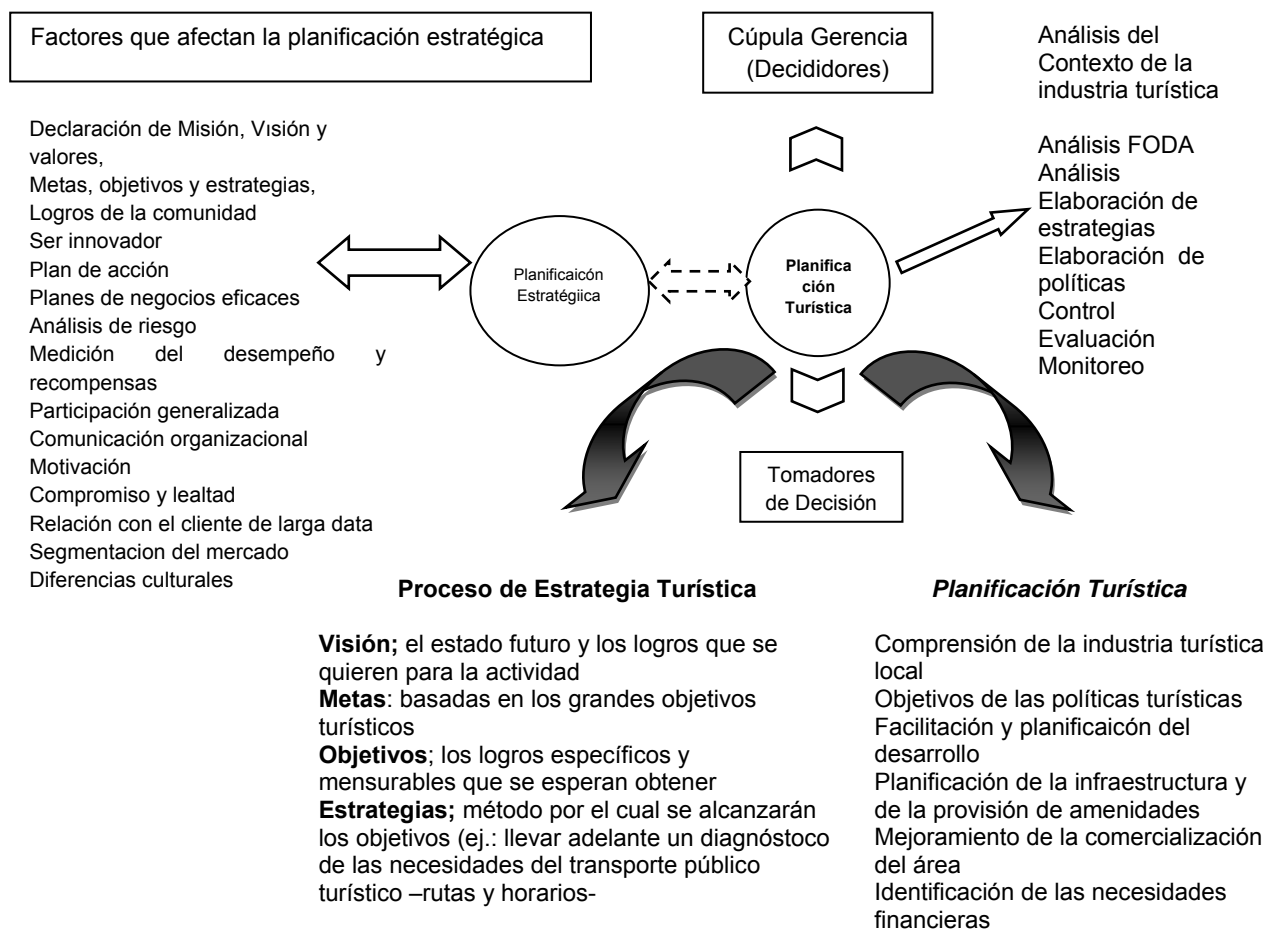 Factores que afectan la planificación estratégica
Declaración de Misión, Vısión y
valores,
Metas, objetivos y estrategias,
Logros de la comunidad
Ser innovador
Plan de acción
Planes de negocios eficaces
Análisis de riesgo
Medición del desempeño y
recompensas
Participación generalizada
Comunicación organizacional
Motivación
Compromiso y lealtad
Relación con el cliente de larga data
Segmentacion del mercado
Diferencias culturales
Planificaicón
Estratégiica
Cúpula Gerencia
(Decididores)
Planifica
ción
Turística
Tomadores
de Decisión
Análisis del
Contexto de la
industria turística
Análisis FODA
Análisis
Elaboración de
estrategias
Elaboración de
políticas
Control
Evaluación
Monitoreo
Proceso de Estrategia Turística
Visión; el estado futuro y los logros que se
quieren para la actividad
Metas: basadas en los grandes objetivos
turísticos
Objetivos; los logros específicos y
mensurables que se esperan obtener
Estrategias; método por el cual se alcanzarán
los objetivos (ej.: llevar adelante un diagnóstoco
de las necesidades del transporte público
turístico –rutas y horarios-
Planificación Turística
Comprensión de la industria turística
local
Objetivos de las políticas turísticas
Facilitación y planificaicón del
desarrollo
Planificación de la infraestructura y
de la provisión de amenidades
Mejoramiento de la comercialización
del área
Identificación de las necesidades
financieras